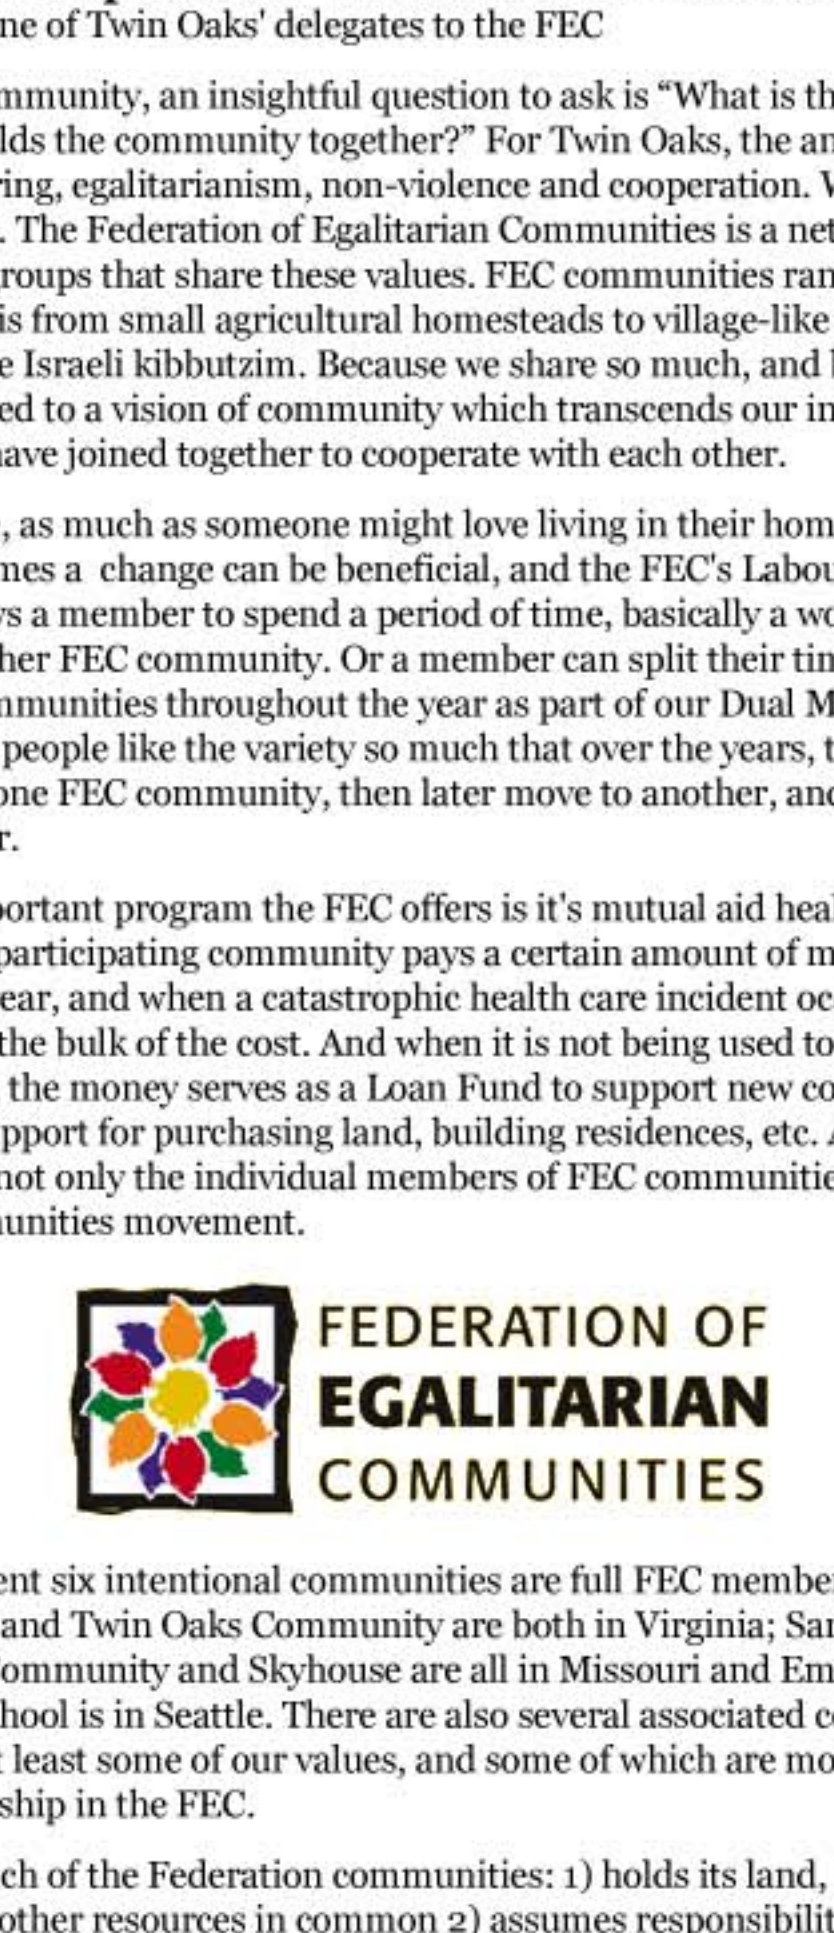 ne of Twin Oaks' delegates to the FEC
mmunity, an insightful question to ask is “What is th
lds the community together?” For Twin Oaks, the an
ring, egalitarianism, non-violence and cooperation. W
. The Federation of Egalitarian Communities is a net
roups that share these values. FEC communities ran
is from small agricultural homesteads to village-like
e Israeli kibbutzim. Because we share so much, and
ed to a vision of community which transcends our in
have joined together to cooperate with each other.
, as much as someone might love living in their hom
mes a change can be beneficial, and the FEC's Labou
ys a member to spend a period of time, basically a wo
her FEC community. Or a member can split their tim
mmunities throughout the year as part of our Dual M
people like the variety so much that over the years, t
one FEC community, then later move to another, and
r.
portant program the FEC offers is it's mutual aid heal
participating community pays a certain amount of m
ear, and when a catastrophic health care incident oc
the bulk of the cost. And when it is not being used to
the money serves as a Loan Fund to support new co
pport for purchasing land, building residences, etc. A
not only the individual members of FEC communitie
unities movement.
FEDERATION OF
EGALITARIAN
COMMUNITIES
ent six intentional communities are full FEC member
and Twin Oaks Community are both in Virginia; San
Community and Skyhouse are all in Missouri and Em
hool is in Seattle. There are also several associated co
t least some of our values, and some of which are mo
ship in the FEC.
ch of the Federation communities: 1) holds its land,
other resources in common 2) assumes responsibilit